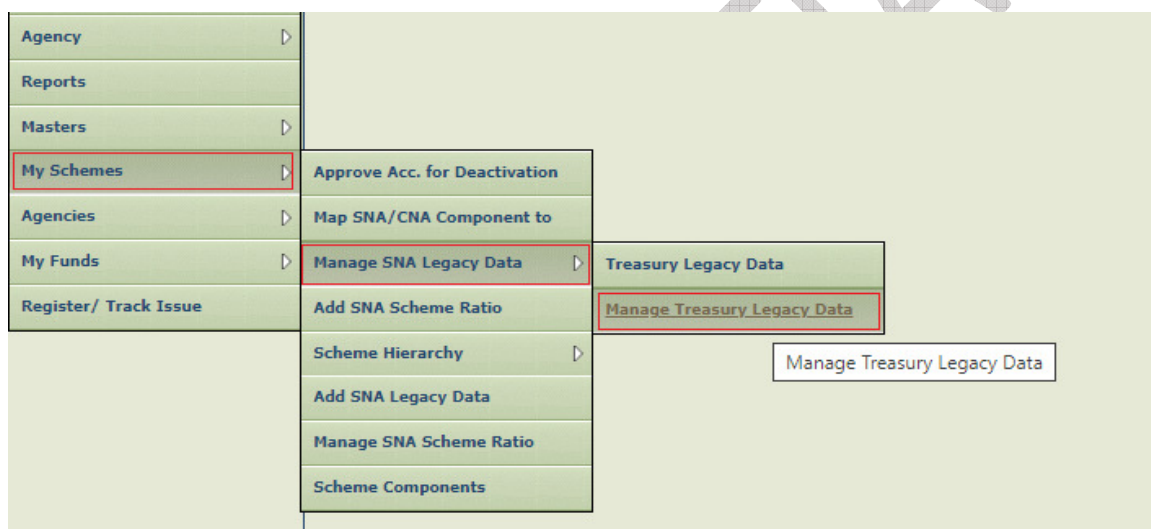 Agency
Reports
Masters
My Schemes
Agencies
My Funds
Register/ Track Issue
Approve Acc. for Deactivation
Map SNA/CNA Component to
Manage SNA Legacy Data
Add SNA Scheme Ratio
Scheme Hierarchy
Add SNA Legacy Data
Manage SNA Scheme Ratio
Scheme Components
Treasury Legacy Data
Manage Treasury Legacy Data
Manage Treasury Legacy Data